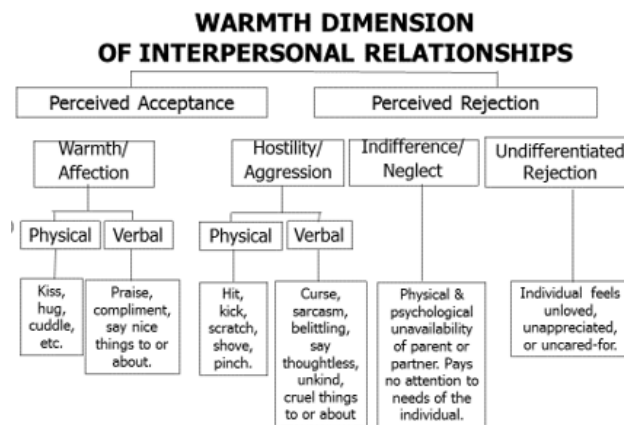 WARMTH DIMENSION
OF INTERPERSONAL RELATIONSHIPS
Perceived Acceptance
Perceived Rejection
Warmth/
Affection
Hostility/
Aggression
Indifference/
Neglect
Undifferentiated
Rejection
Physical
Verbal
Physical
Verbal
Kiss,
hug,
cuddle,
etc.
Praise,
compliment,
say nice
things to or
about.
Hit,
kick,
scratch,
shove,
pinch.
Curse,
sarcasm,
belittling,
say
thoughtless,
unkind,
cruel things
to or about
Physical &
psychological
unavailability
of parent or
partner. Pays
no attention to
needs of the
individual.
Individual feels
unloved,
unappreciated,
or uncared-for.